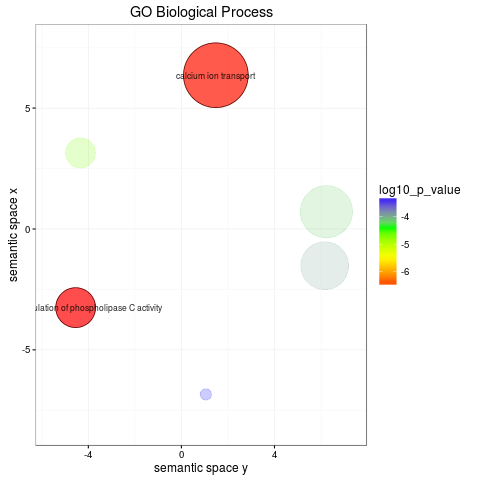 GO Biological Process
calcium ion transport
ulation of phospholipase C activity
5
0
-5
-4
0
4
semantic space x
semantic space y
log10_p_value
-4
-5
-6